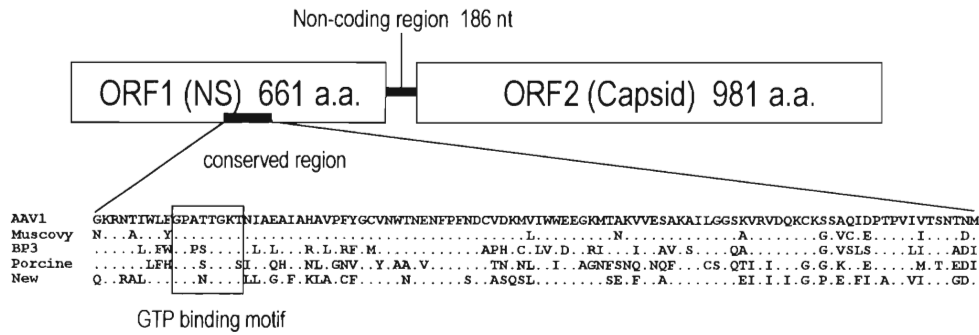 Non-coding region 186 nt
ORF1 (NS) 661 a.a.
ORF2 (Capsid) 981 a.a.
conserved region
AAV1 GKRNTIWLFGPATTGKTNIAEAIAHAVPFYGCVNWTNENFPFNDCVDKMVIWWEEGKMTAKVVESAKAILGGSKVRVDQKCKSSAQIDPTPVIVTSNTNM
Muscovy N...A...Y........................................L.........N.............A........G.VC.E.....I....D.
BP3 .....L.FW..PS.....L.L...R.L.RF.M............APH.C.LV.D..RI...I.AV..S....QA........G.VSLS....LI...ADI
Porcine ......LFH...S...SI..QH..NL.GNV..Y.AA.V.......TN.NL..I..AGNFSNQ.NQF...CS.QTI.I.I..G..G.K.E.....M.T.EDI
New Q..RAL......N....LL.G.F.KLA.CF.....N......N..ASQSL........SE.F..A........EI.I.I.G.P.E.FI.A..VI...GD.
GTP binding motif